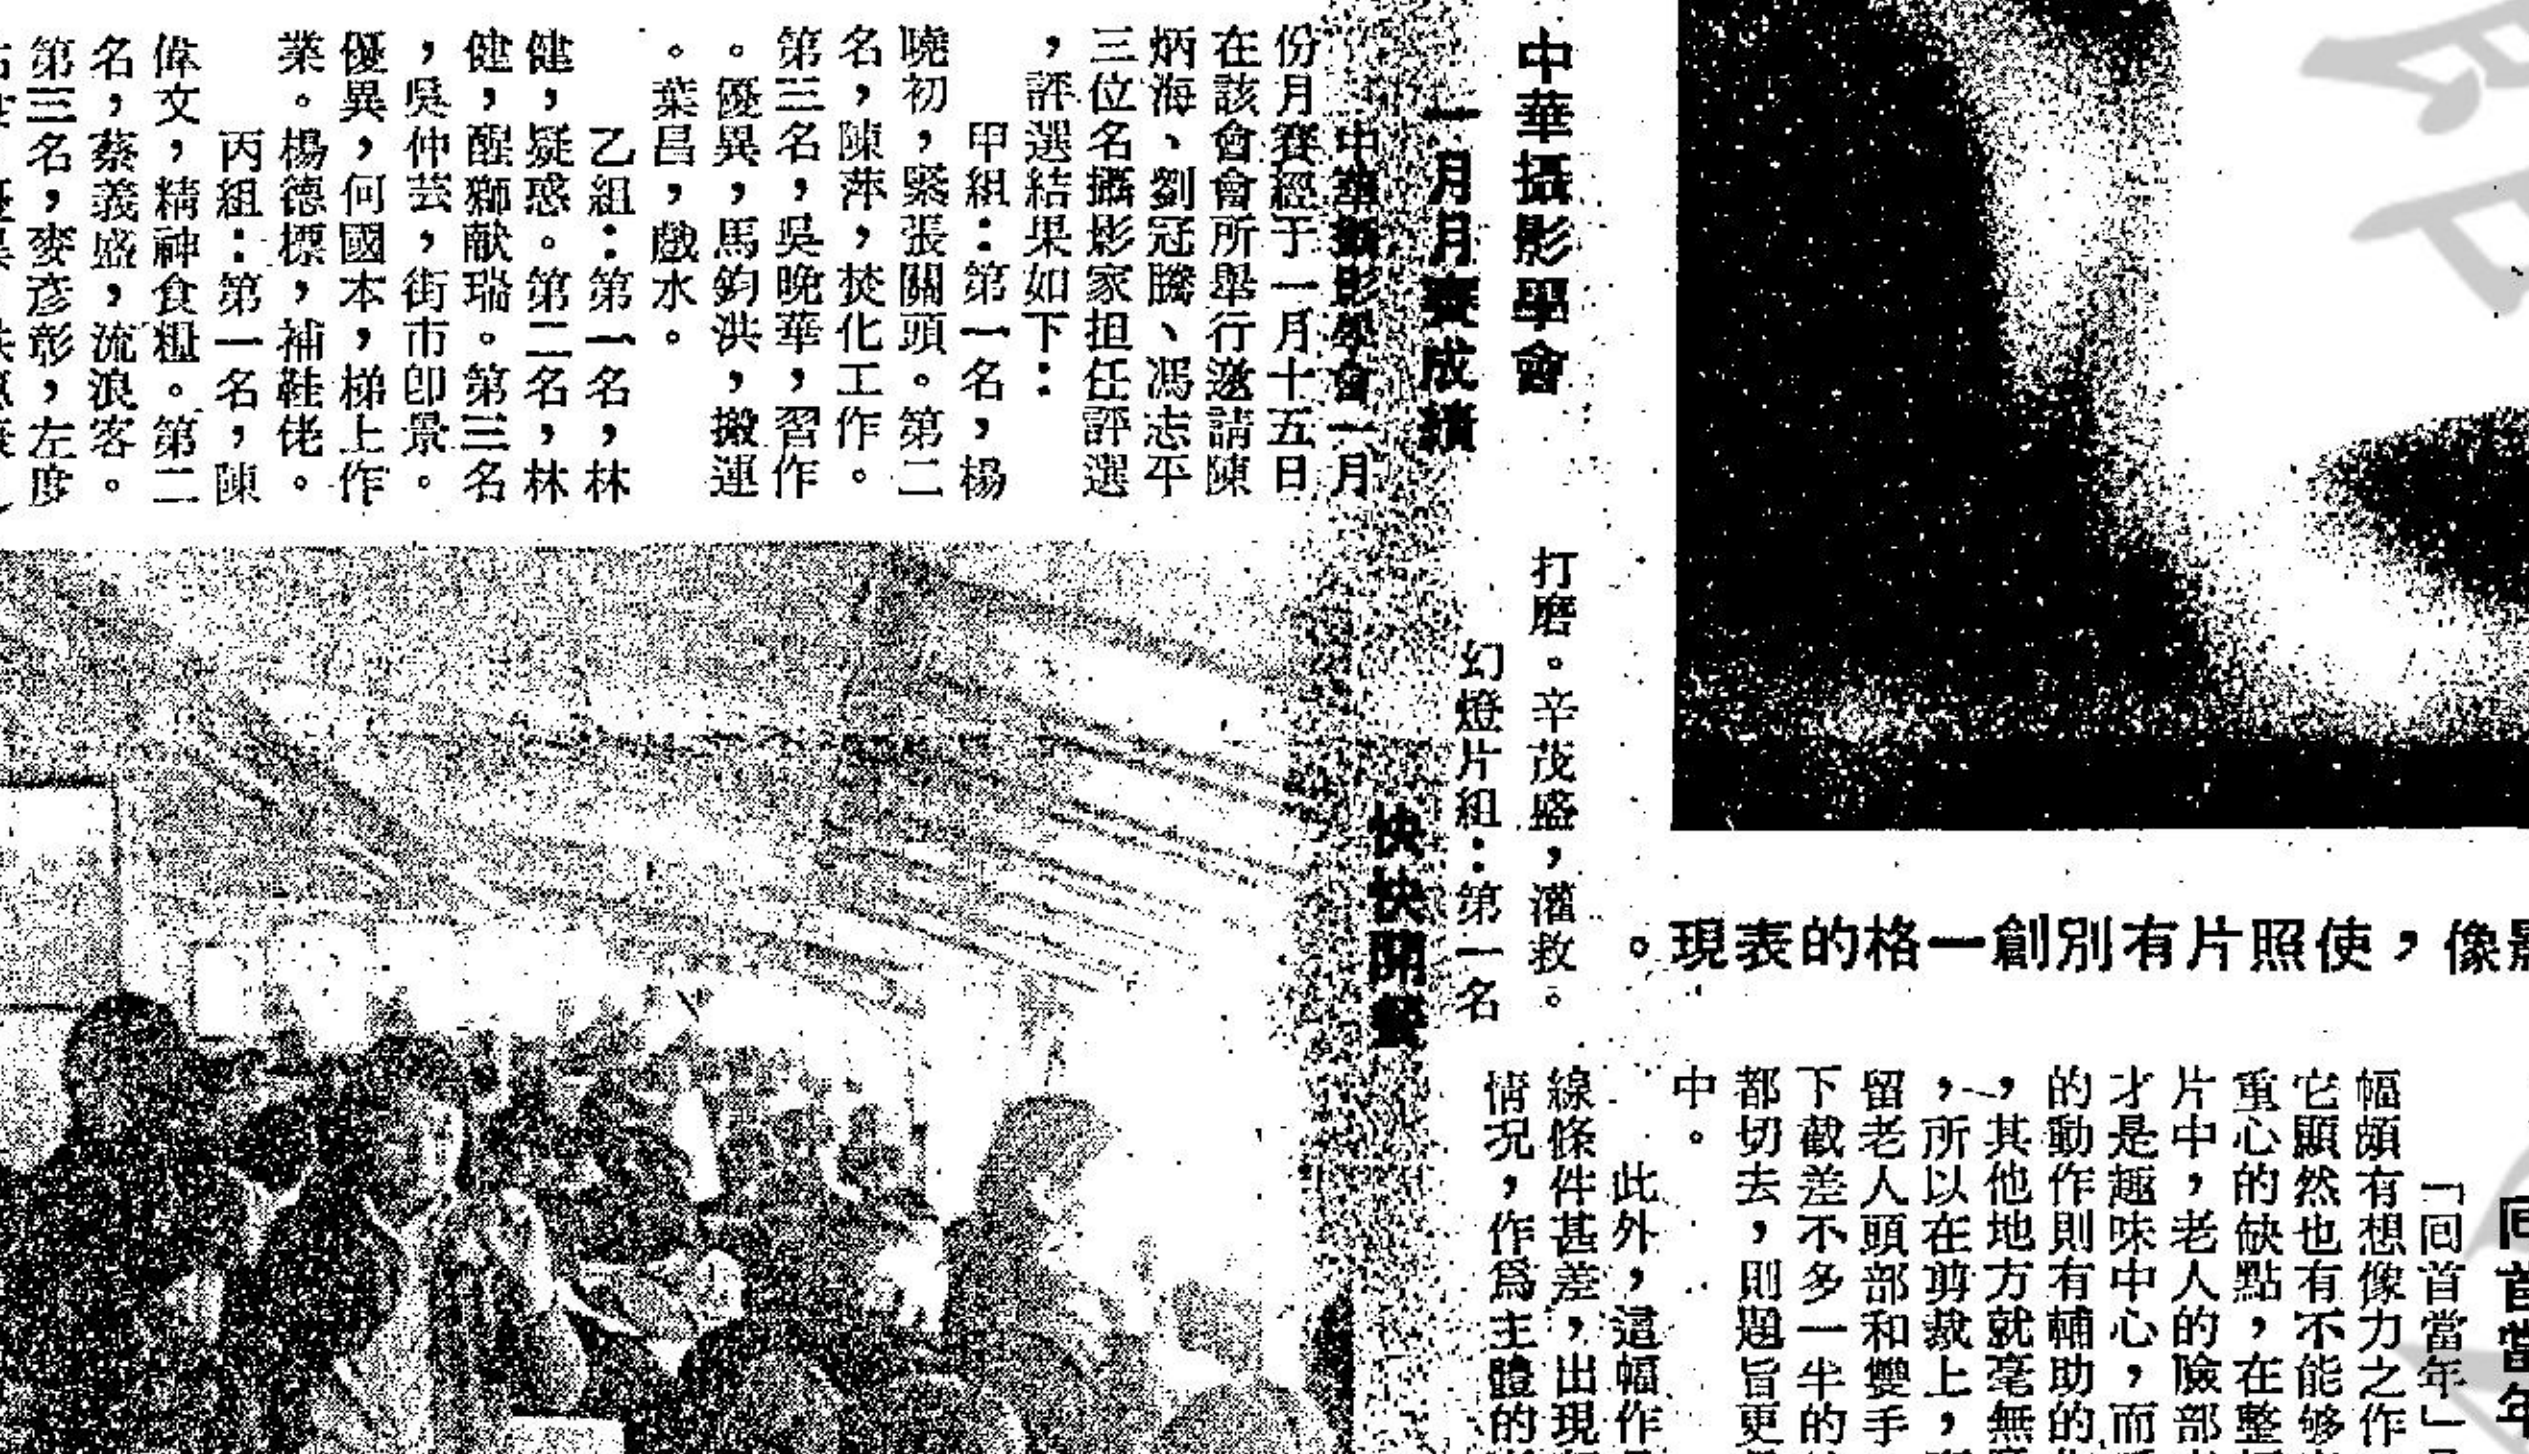 中華攝影學會
一月月賽成績
中華攝影學會一月
份月賽經于一月十五日
在該會會所舉行邀請陳
炳海、劉冠騰、馮志平
三位名攝影家担任評選
，評選結果如下：
甲組：第一名，楊
曉初，緊張關頭。第二
名，陳萍，焚化工作。
第三名，吳晚華，習作
。優異，馬鈞洪，搬運
。葉昌，戲水。
乙組：第一名，林
健，疑惑。第二名，林
健，醒獅献瑞。第三名
，吳仲芸，街市卽景。
優異，何國本，梯上作
業。楊德標，補鞋佬。
丙組：第一名，陳
偉文，精神食糧。第二
名，蔡義盛，流浪客。
第三名，麥彥彰，左度
打磨。辛茂盛，灌救。
幻燈片組：第一名
快快開餐
像，使照片有別創一格的表現。
回首當年
「回首當年」
幅頗有想像力之作
它顯然也有不能够
重心的缺點，在整
片中，老人的臉部
才是趣味中心，而
的動作則有輔助的
，其他地方就毫無
，所以在剪裁上，
留老人頭部和雙手
下截差不多一半的
都切去，則題旨更
中。
此外，這幅作
線條件甚差，出現
情况，作爲主體的